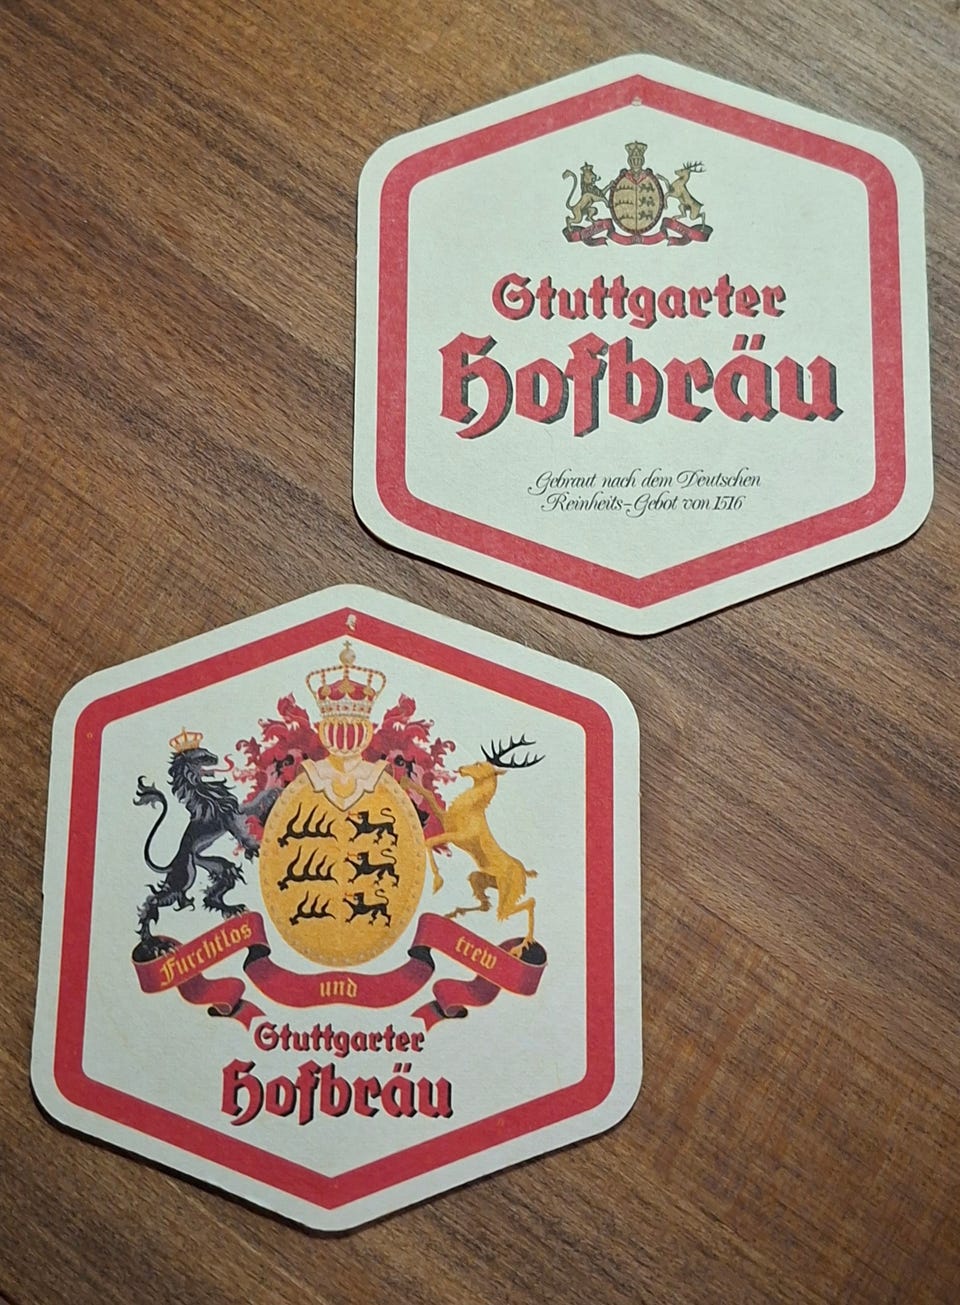 Stuttgarter
Hofbräu
Gebraut nach dem Deutschen
Reinheits-Gebot von 1516
Furchtlos
und
trew
Stuttgarter
Hofbräu